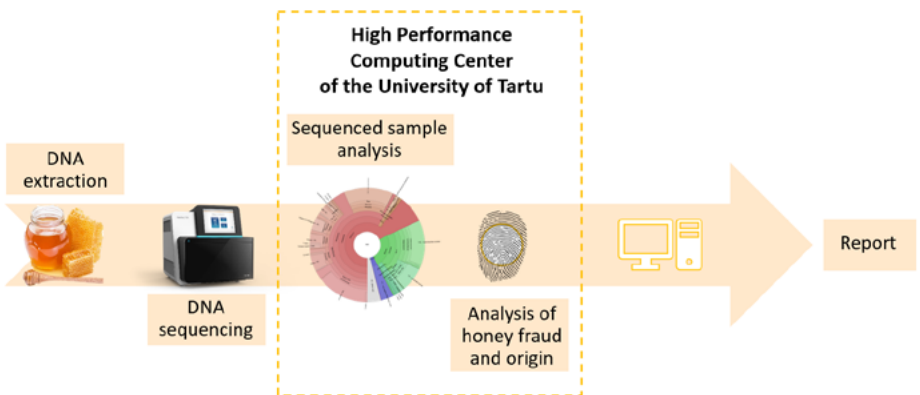 High Performance
Computing Center
of the University of Tartu
Sequenced sample
analysis
DNA
extraction
DNA
sequencing
Analysis of
honey fraud
and origin
Report